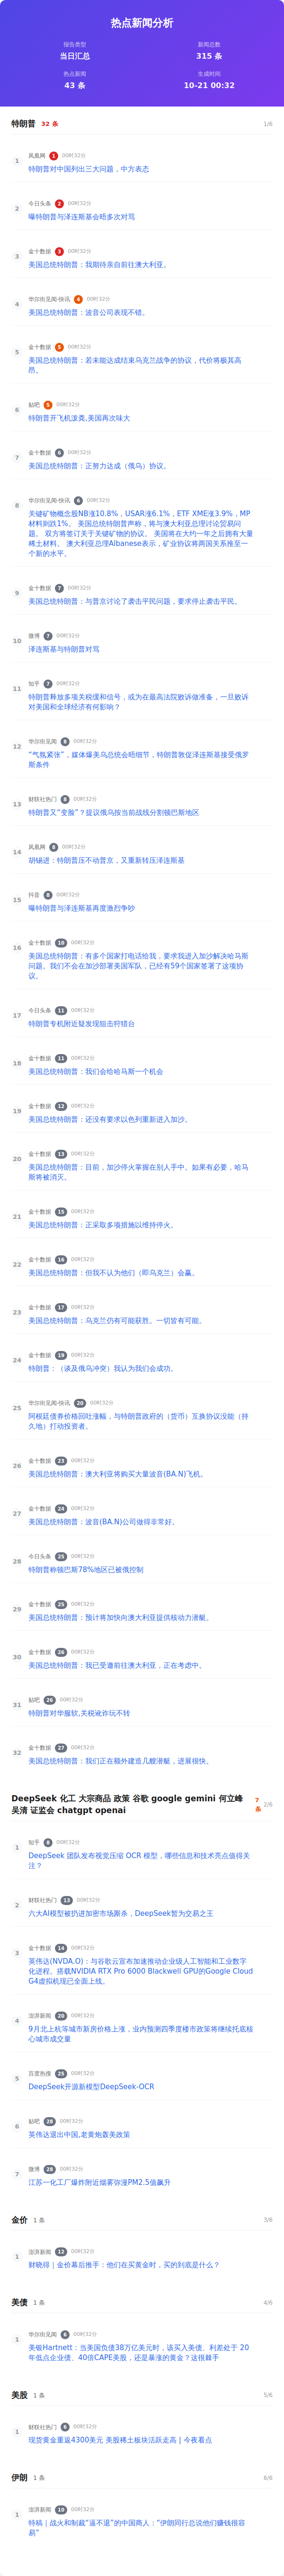 热点新闻分析
报告类型
新闻总数
当日汇总
315 条
热点新闻
生成时间
43 条
10-21 00:32
特朗普 32 条 1/6
1 凤凰网 1 00时32分
特朗普对中国列出三大问题，中方表态
2 今日头条 2 00时32分
曝特朗普与泽连斯基会晤多次对骂
3 金十数据 3 00时32分
美国总统特朗普：我期待亲自前往澳大利亚。
4 华尔街见闻-快讯 4 00时32分
美国总统特朗普：波音公司表现不错。
5 金十数据 5 00时32分
美国总统特朗普：若未能达成结束乌克兰战争的协议，代价将极其高
昂。
6 贴吧 5 00时32分
特朗普开飞机泼粪,美国再次味大
7 金十数据 6 00时32分
美国总统特朗普：正努力达成（俄乌）协议。
8 华尔街见闻-快讯 6 00时32分
关键矿物概念股NB涨10.8%，USAR涨6.1%，ETF XME涨3.9%，MP
材料则跌1%。 美国总统特朗普声称，将与澳大利亚总理讨论贸易问
题。 双方将签订关于关键矿物的协议。 美国将在大约一年之后拥有大量
稀土材料。 澳大利亚总理Albanese表示，矿业协议将两国关系推至一
个新的水平。
9 金十数据 7 00时32分
美国总统特朗普：与普京讨论了袭击平民问题，要求停止袭击平民。
10 微博 7 00时32分
泽连斯基与特朗普对骂
11 知乎 7 00时32分
特朗普释放多项关税缓和信号，或为在最高法院败诉做准备，一旦败诉
对美国和全球经济有何影响？
12 华尔街见闻 8 00时32分
“气氛紧张”，媒体爆美乌总统会晤细节，特朗普敦促泽连斯基接受俄罗
斯条件
13 财联社热门 8 00时32分
特朗普又“变脸”？提议俄乌按当前战线分割顿巴斯地区
14 凤凰网 8 00时32分
胡锡进：特朗普压不动普京，又重新转压泽连斯基
15 抖音 8 00时32分
曝特朗普与泽连斯基再度激烈争吵
16 金十数据 10 00时32分
美国总统特朗普：有多个国家打电话给我，要求我进入加沙解决哈马斯
问题。我们不会在加沙部署美国军队，已经有59个国家签署了这项协
议。
17 今日头条 11 00时32分
特朗普专机附近疑发现狙击狩猎台
18 金十数据 11 00时32分
美国总统特朗普：我们会给哈马斯一个机会
19 金十数据 12 00时32分
美国总统特朗普：还没有要求以色列重新进入加沙。
20 金十数据 13 00时32分
美国总统特朗普：目前，加沙停火掌握在别人手中。如果有必要，哈马
斯将被消灭。
21 金十数据 15 00时32分
美国总统特朗普：正采取多项措施以维持停火。
22 金十数据 16 00时32分
美国总统特朗普：但我不认为他们（即乌克兰）会赢。
23 金十数据 17 00时32分
美国总统特朗普：乌克兰仍有可能获胜。一切皆有可能。
24 金十数据 19 00时32分
特朗普：（谈及俄乌冲突）我认为我们会成功。
25 华尔街见闻-快讯 20 00时32分
阿根廷债券价格回吐涨幅，与特朗普政府的（货币）互换协议没能（持
久地）打动投资者。
26 金十数据 23 00时32分
美国总统特朗普：澳大利亚将购买大量波音(BA.N)飞机。
27 金十数据 24 00时32分
美国总统特朗普：波音(BA.N)公司做得非常好。
28 今日头条 25 00时32分
特朗普称顿巴斯78%地区已被俄控制
29 金十数据 25 00时32分
美国总统特朗普：预计将加快向澳大利亚提供核动力潜艇。
30 金十数据 26 00时32分
美国总统特朗普：我已受邀前往澳大利亚，正在考虑中。
31 贴吧 26 00时32分
特朗普对华服软,关税讹诈玩不转
32 金十数据 27 00时32分
美国总统特朗普：我们正在额外建造几艘潜艇，进展很快。
DeepSeek 化工 大宗商品 政策 谷歌 google gemini 何立峰
吴清 证监会 chatgpt openai
7 条 2/6
1 知乎 8 00时32分
DeepSeek 团队发布视觉压缩 OCR 模型，哪些信息和技术亮点值得关
注？
2 财联社热门 13 00时32分
六大AI模型被扔进加密市场厮杀，DeepSeek暂为交易之王
3 金十数据 14 00时32分
英伟达(NVDA.O)：与谷歌云宣布加速推动企业级人工智能和工业数字
化进程。搭载NVIDIA RTX Pro 6000 Blackwell GPU的Google Cloud
G4虚拟机现已全面上线。
4 澎湃新闻 20 00时32分
9月北上杭等城市新房价格上涨，业内预测四季度楼市政策将继续托底核
心城市成交量
5 百度热搜 25 00时32分
DeepSeek开源新模型DeepSeek-OCR
6 贴吧 28 00时32分
英伟达退出中国,老黄炮轰美政策
7 微博 28 00时32分
江苏一化工厂爆炸附近烟雾弥漫PM2.5值飙升
金价 1 条 3/6
1 澎湃新闻 12 00时32分
财晓得｜金价幕后推手：他们在买黄金时，买的到底是什么？
美债 1 条 4/6
1 华尔街见闻 6 00时32分
美银Hartnett：当美国负债38万亿美元时，该买入美债、利差处于 20
年低点企业债、40倍CAPE美股，还是暴涨的黄金？这很棘手
美股 1 条 5/6
1 财联社热门 6 00时32分
现货黄金重返4300美元 美股稀土板块活跃走高 | 今夜看点
伊朗 1 条 6/6
1 澎湃新闻 10 00时32分
特稿｜战火和制裁“逼不退”的中国商人：“伊朗同行总说他们赚钱很容
易”